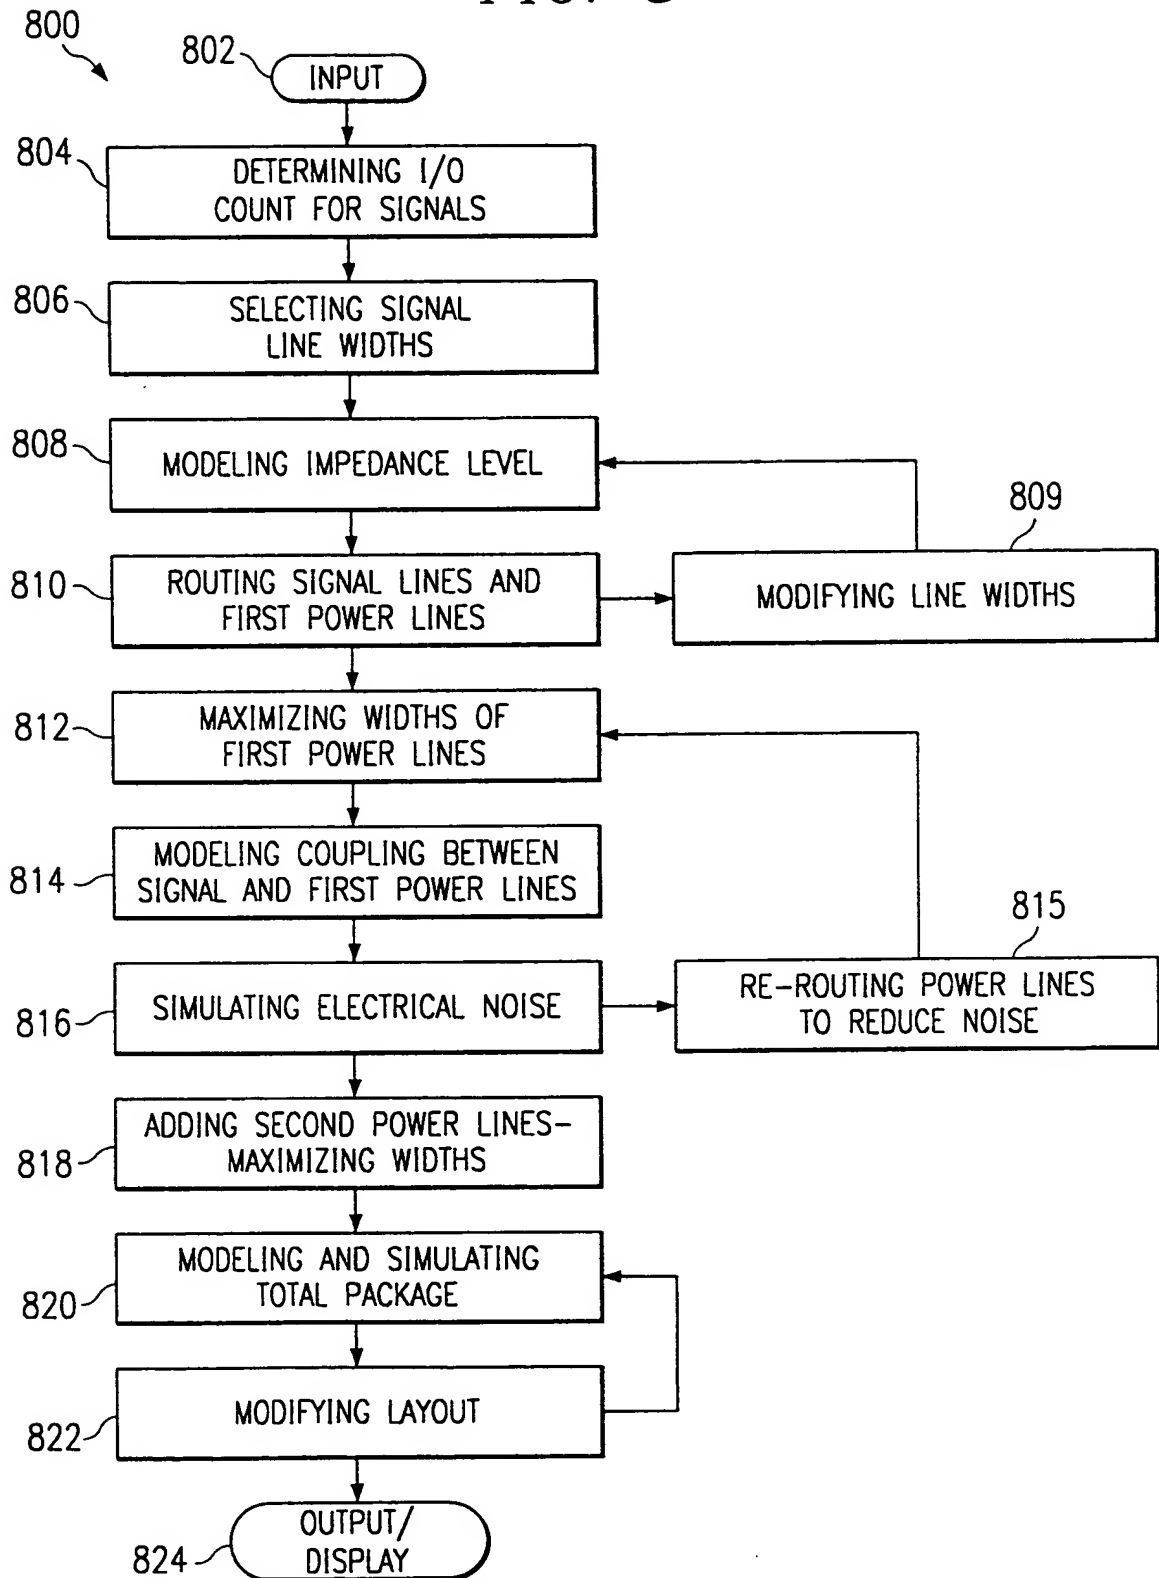 800
802
INPUT
804
DETERMINING I/O
COUNT FOR SIGNALS
806
SELECTING SIGNAL
LINE WIDTHS
808
MODELING IMPEDANCE LEVEL
809
MODIFYING LINE WIDTHS
810
ROUTING SIGNAL LINES AND
FIRST POWER LINES
812
MAXIMIZING WIDTHS OF
FIRST POWER LINES
814
MODELING COUPLING BETWEEN
SIGNAL AND FIRST POWER LINES
815
RE-ROUTING POWER LINES
TO REDUCE NOISE
816
SIMULATING ELECTRICAL NOISE
818
ADDING SECOND POWER LINES-
MAXIMIZING WIDTHS
820
MODELING AND SIMULATING
TOTAL PACKAGE
822
MODIFYING LAYOUT
824
OUTPUT/
DISPLAY